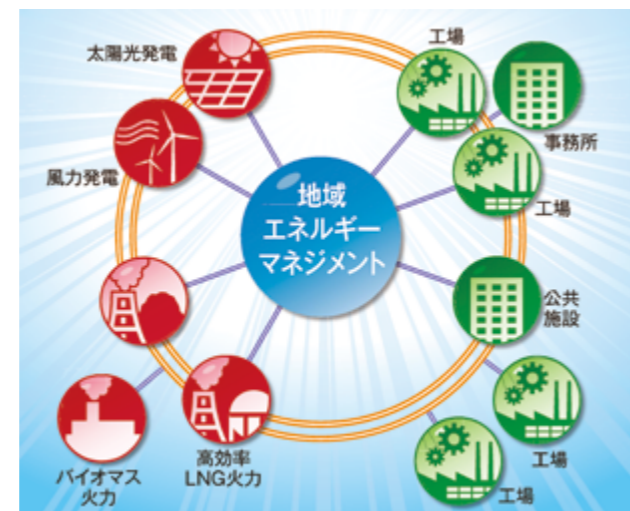 太陽光発電
工場
事務所
風力発電
工場
地域
エネルギー
マネジメント
公共
施設
バイオマス
火力
高効率
LNG火力
工場
工場